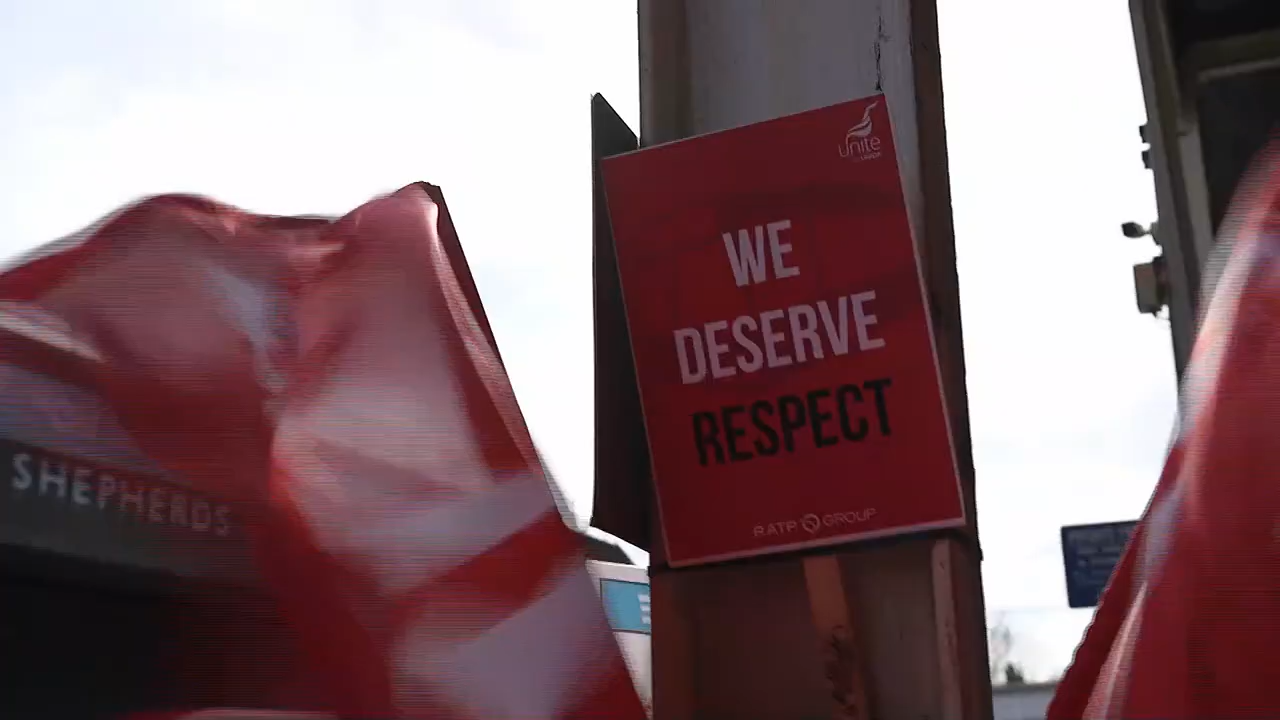 unite
WE
DESERVE
RESPECT
RATP GROUP
SHEPHERDS